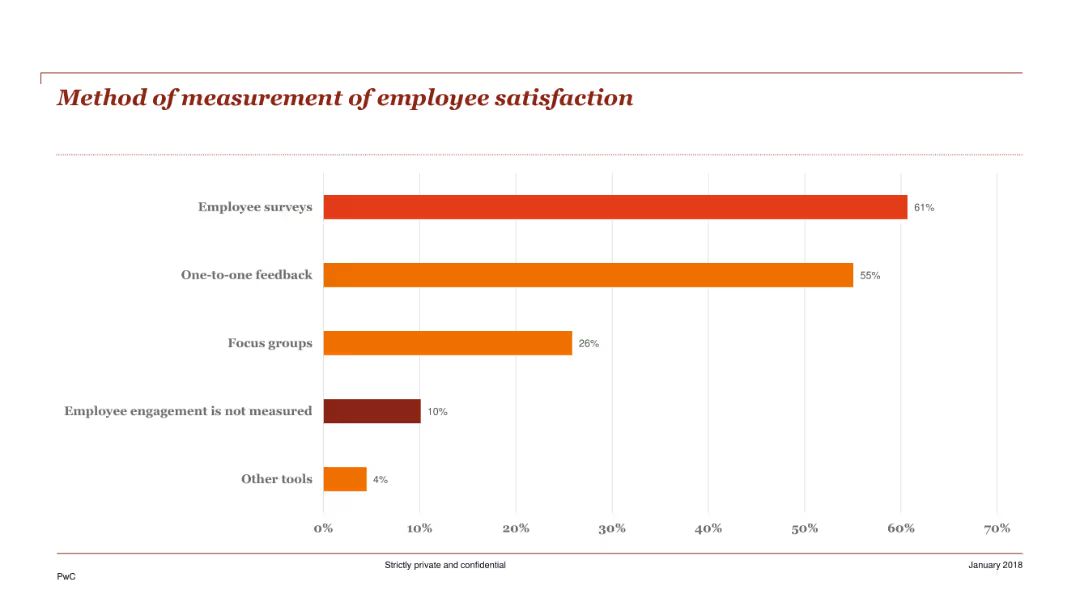 Method of measurement of employee satisfaction
Employee surveys
61%
One-to-one feedback
55%
Focus groups
26%
Employee engagement is not measured
10%
Other tools
4%
0% 10% 20% 30% 40% 50% 60% 70%
Strictly private and confidential
January 2018
PwC